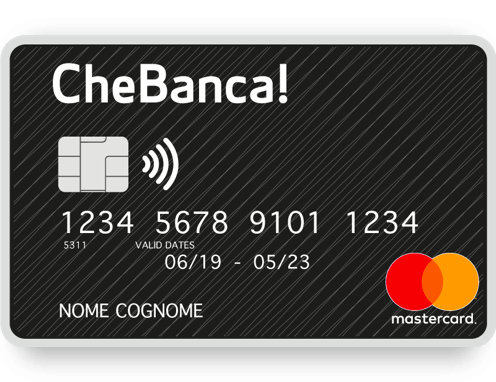 CheBanca!
1234 5678 9101 1234
5311 VALID DATES
06/19 - 05/23
NOME COGNOME
mastercard.